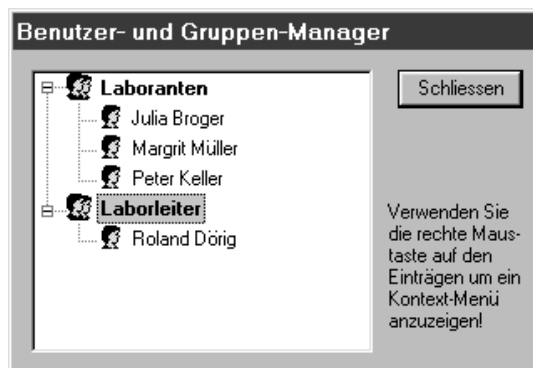 Benutzer- und Gruppen-Manager
Laboranten
Julia Broger
Margrit Müller
Peter Keller
Laborleiter
Roland Dörig
Schliessen
Verwenden Sie
die rechte Maus-
taste auf den
Einträgen um ein
Kontext-Menü
anzuzeigen!